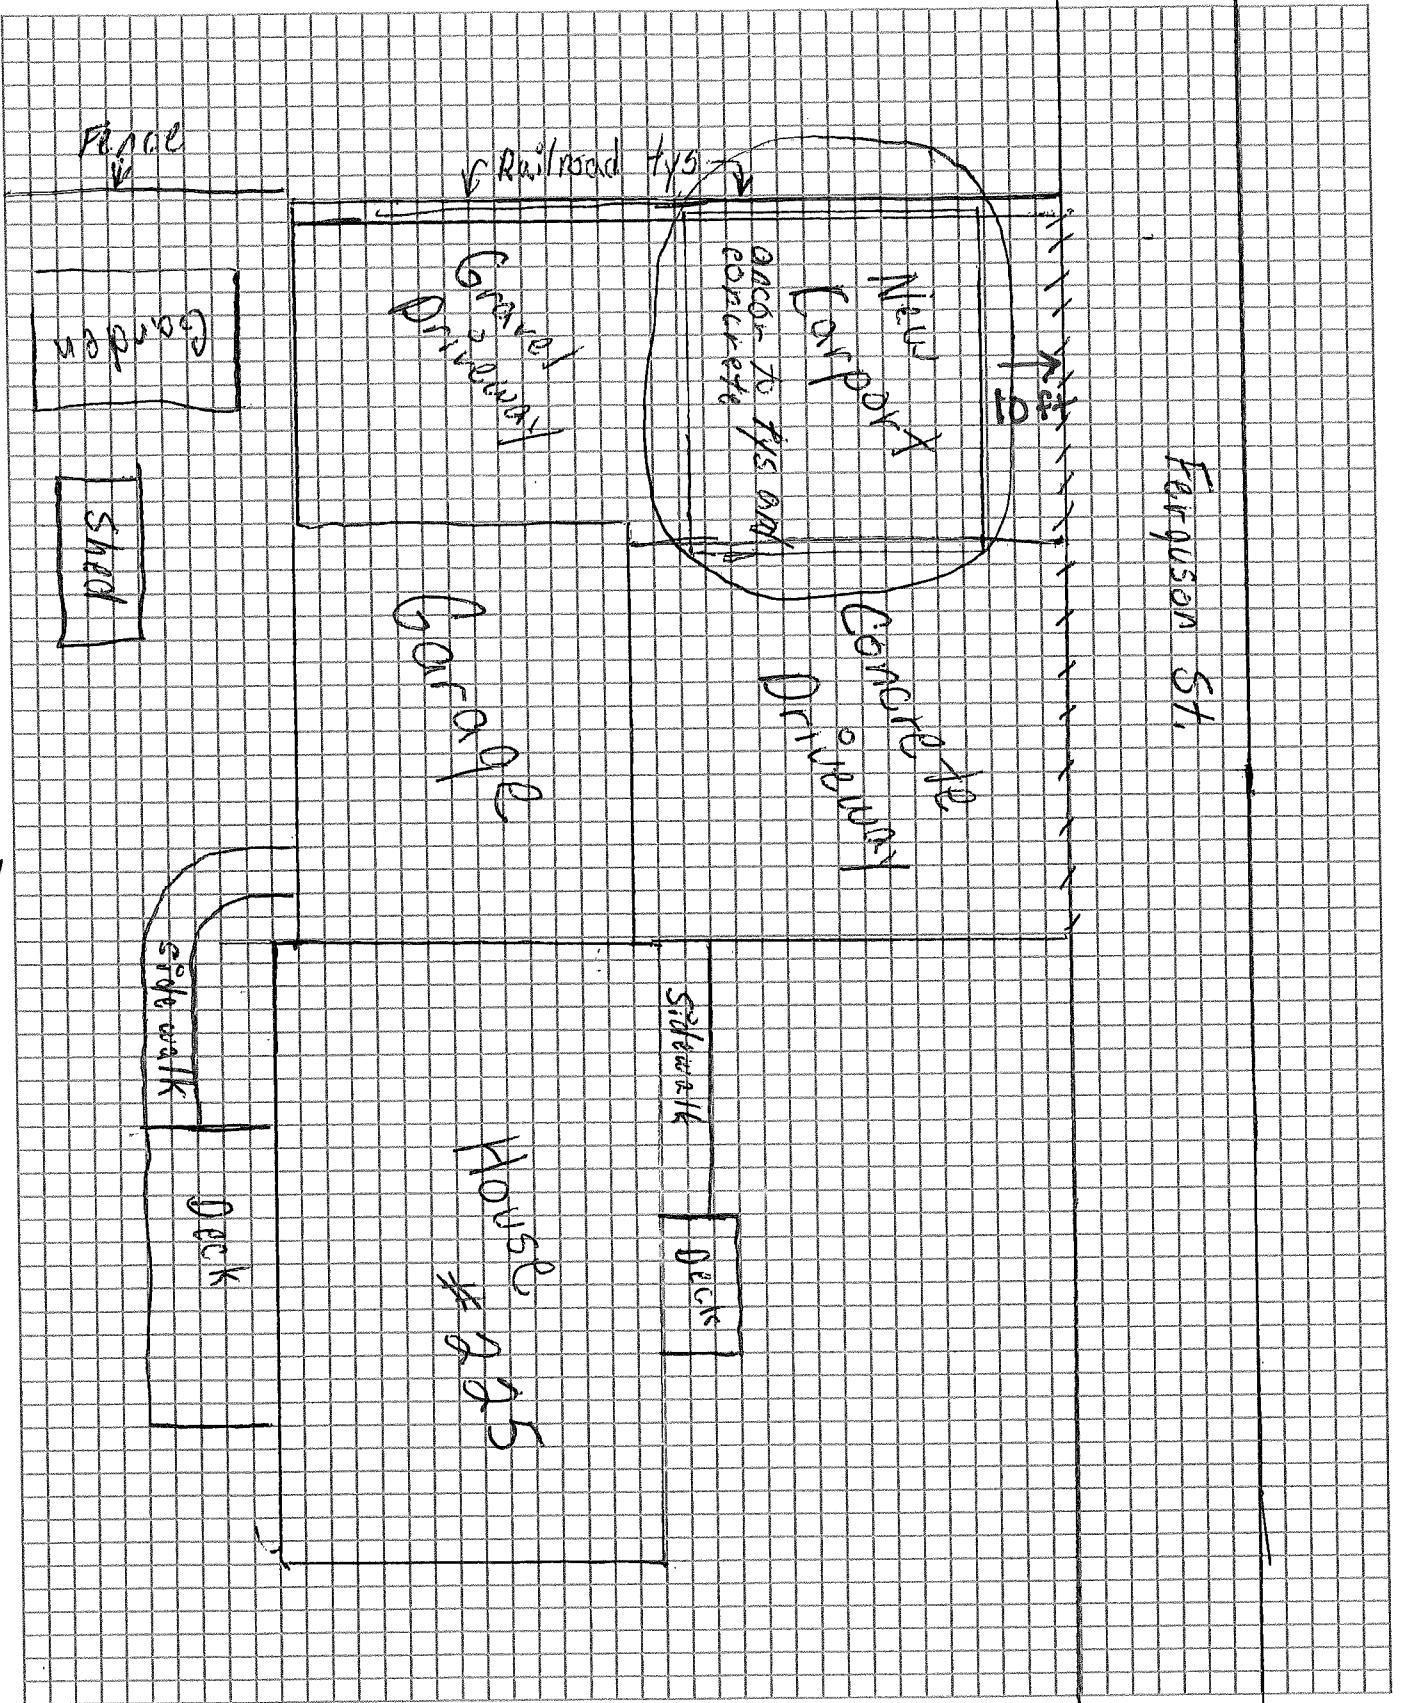 Fence
Railroad tys
New
Carport
ancor to tys and
concrete
10 ft
Gravel
Driveway
Garden
Shed
Ferguson St.
Garage
Concrete
Driveway
Sidewalk
Sidewalk
Deck
Deck
House
#225